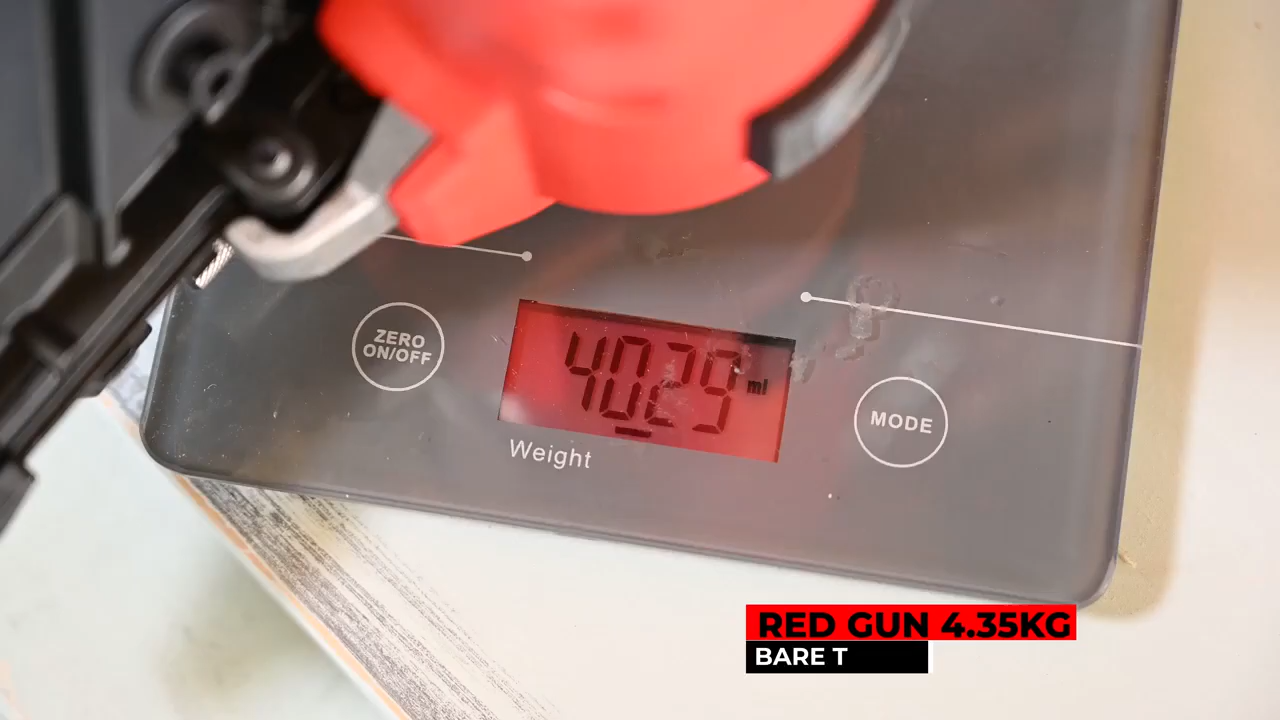 ZERO
ON/OFF
4029 ml
MODE
Weight
RED GUN 4.35KG
BARE T